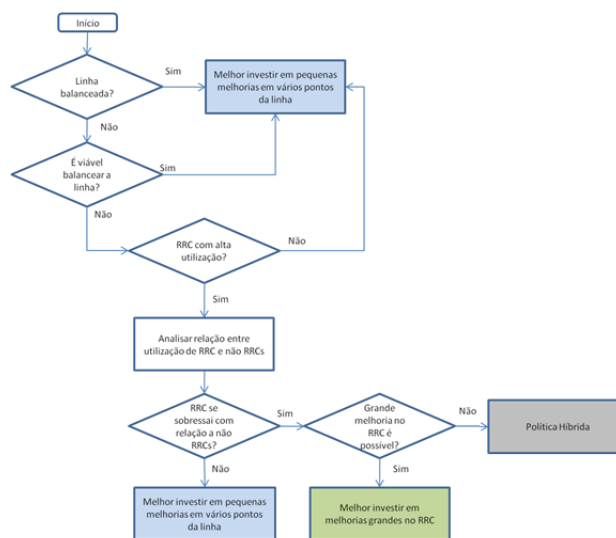 Início
Linha
balanceada?
Sim
Melhor investir em pequenas
melhorias em vários pontos
da linha
Não
É viável
balancear a
linha?
Sim
Não
RRC com alta
utilização?
Não
Sim
Analisar relação entre
utilização de RRC e não RRCs
RRC se
sobressai com
relação a não
RRCs?
Sim
Grande
melhoria no
RRC é
possível?
Não
Política Híbrida
Não
Sim
Melhor investir em pequenas
melhorias em vários pontos
da linha
Melhor investir em
melhorias grandes no RRC